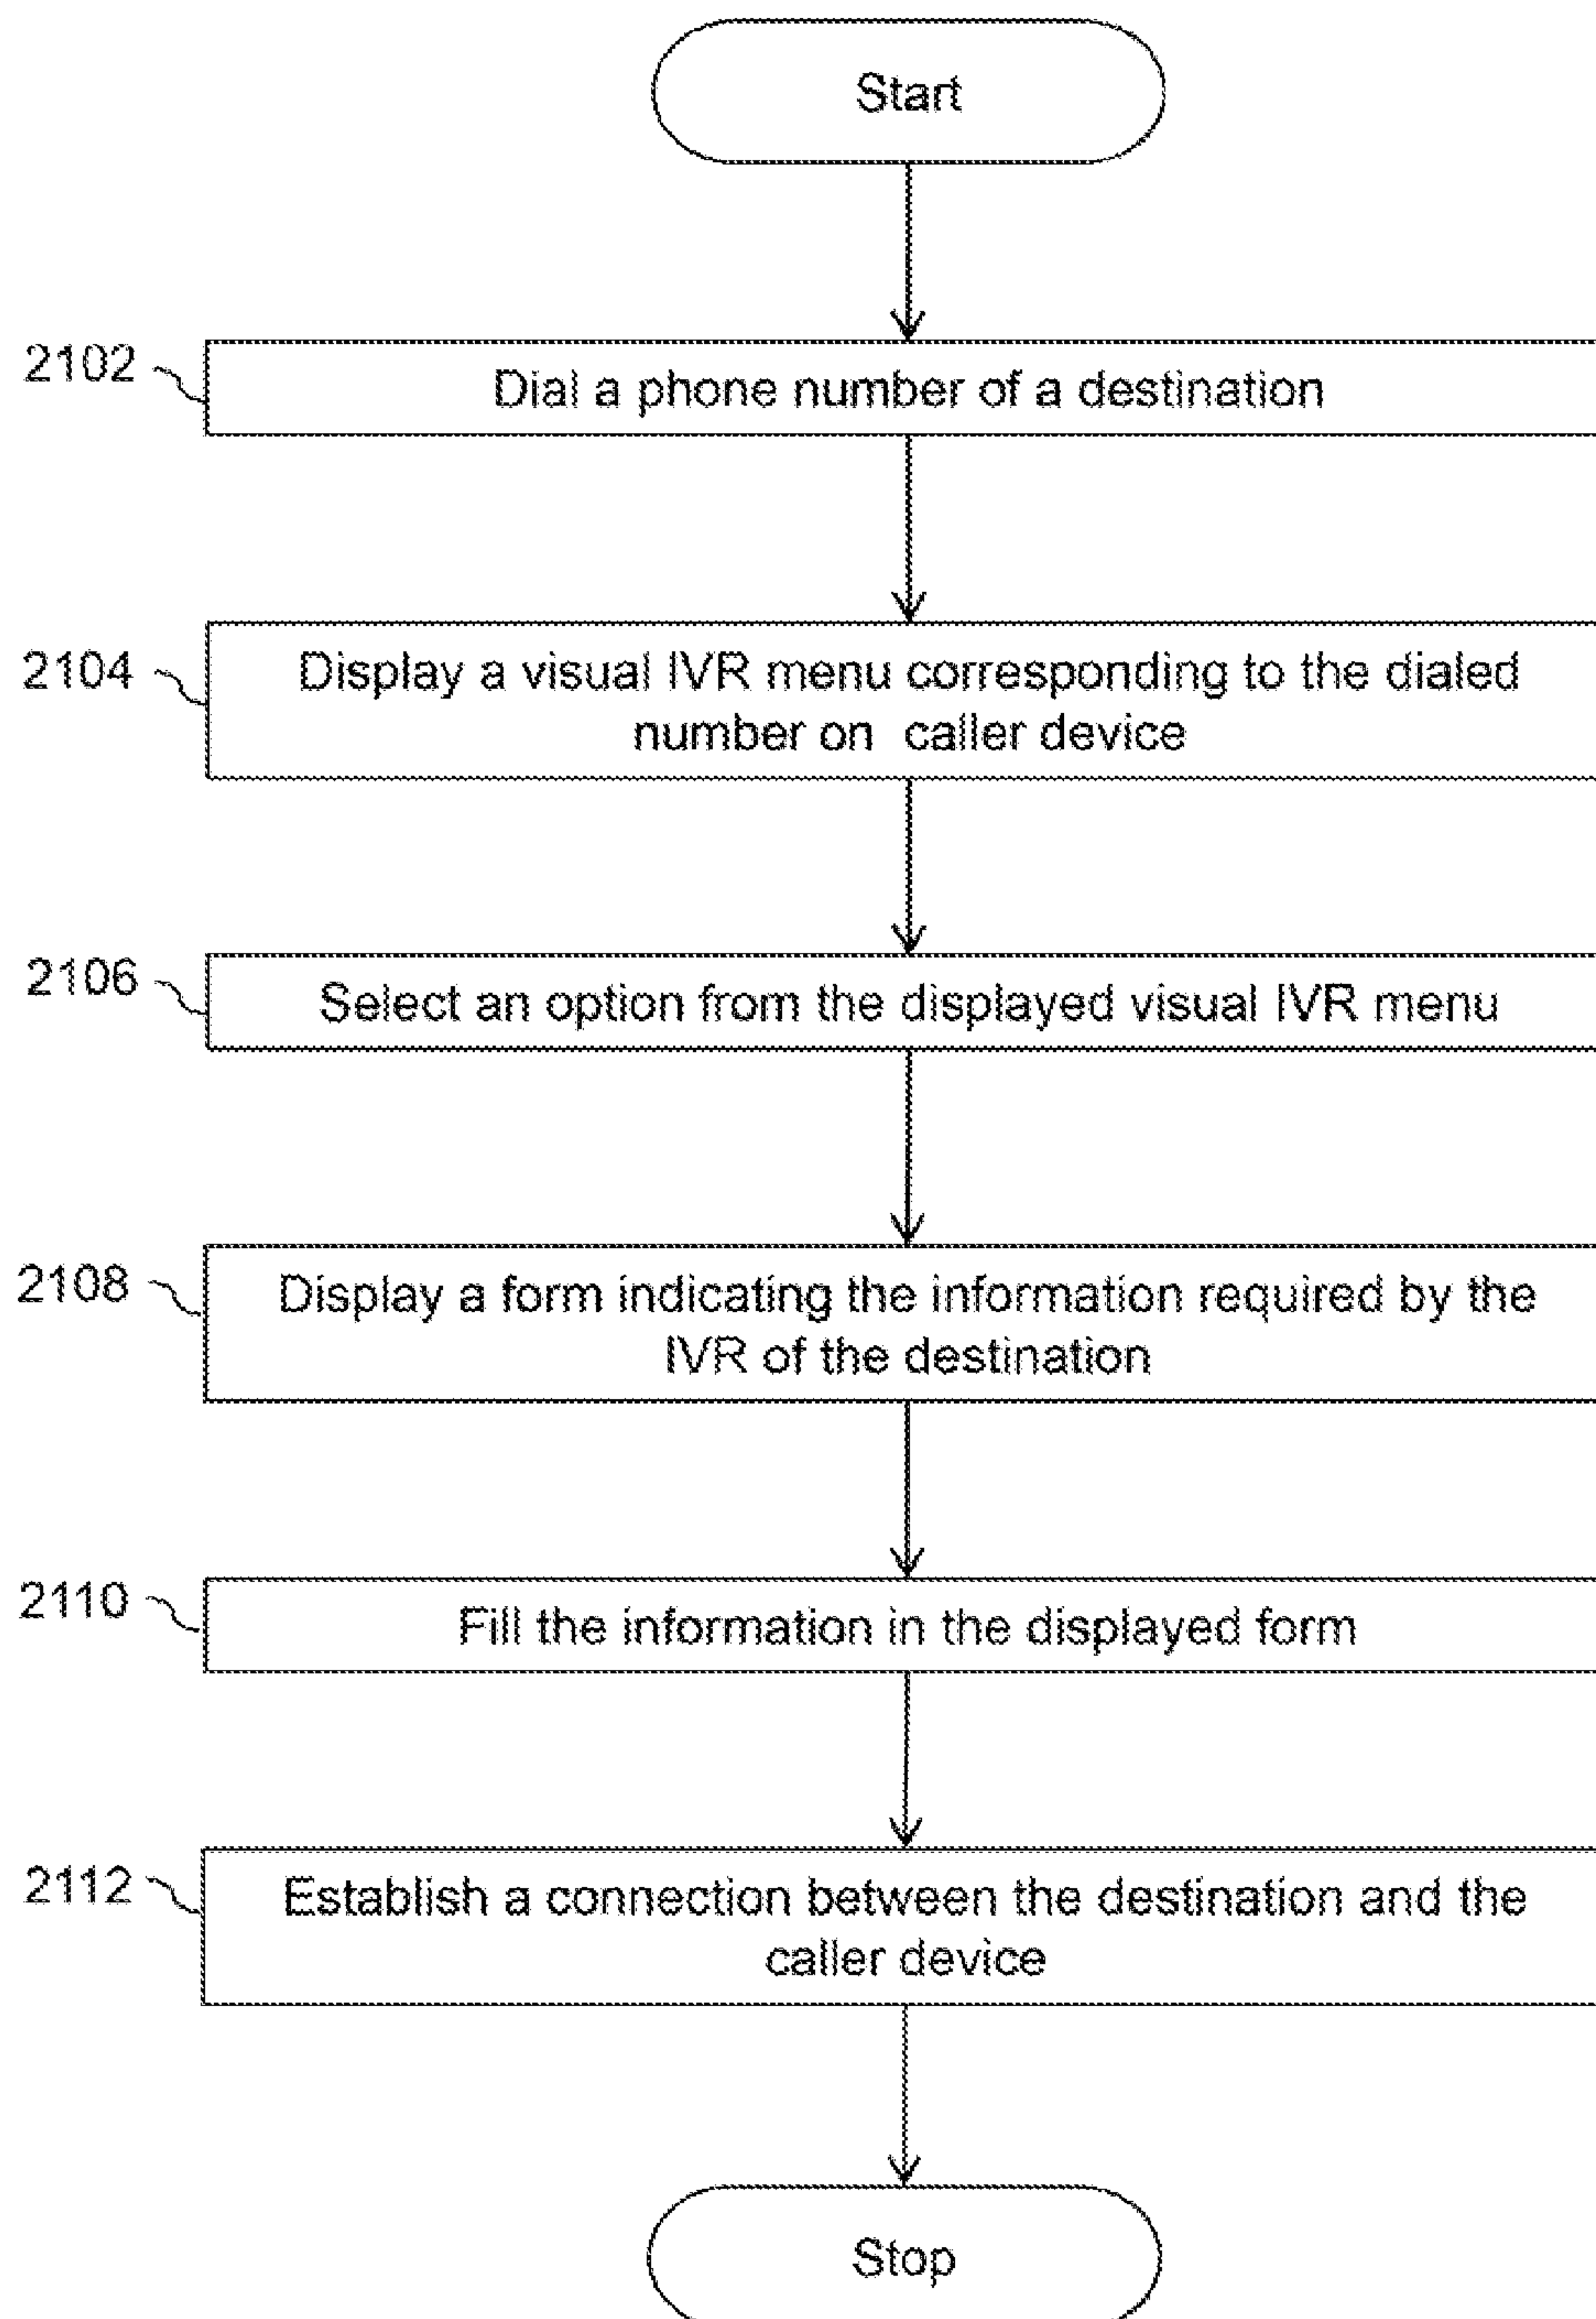 Start
2102
Dial a phone number of a destination
2104
Display a visual IVR menu corresponding to the dialed
number on caller device
2106
Select an option from the displayed visual IVR menu
2108
Display a form indicating the information required by the
IVR of the destination
2110
Fill the information in the displayed form
2112
Establish a connection between the destination and the
caller device
Stop